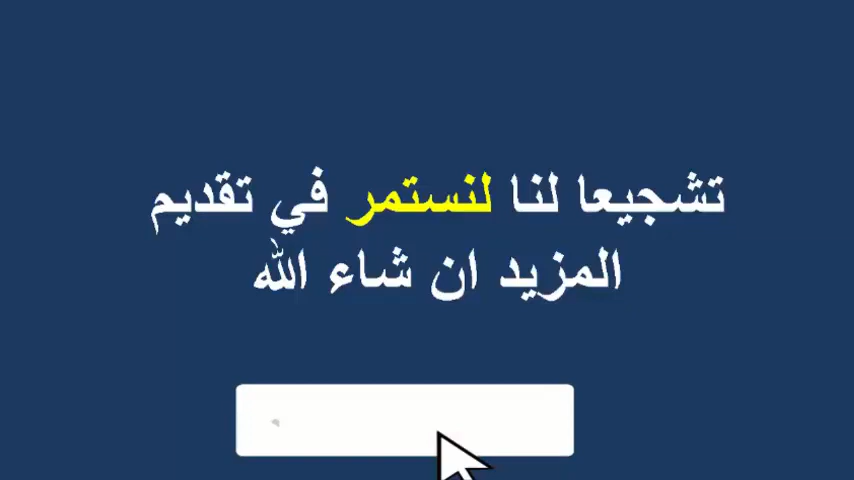 تشجيعا لنا لنستمر في تقديم
المزيد ان شاء الله